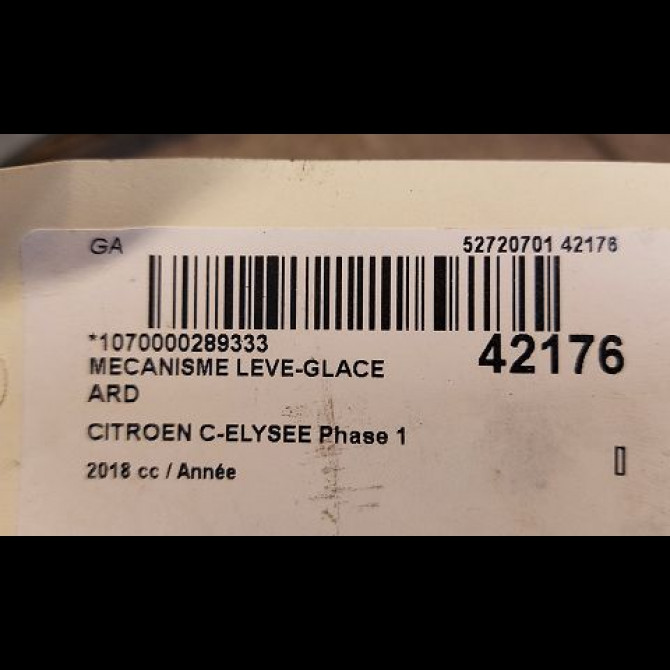 GA 52720701 42176
*1070000289333 42176
MECANISME LEVE-GLACE
ARD
CITROEN C-ELYSEE Phase 1
2018 cc / Année